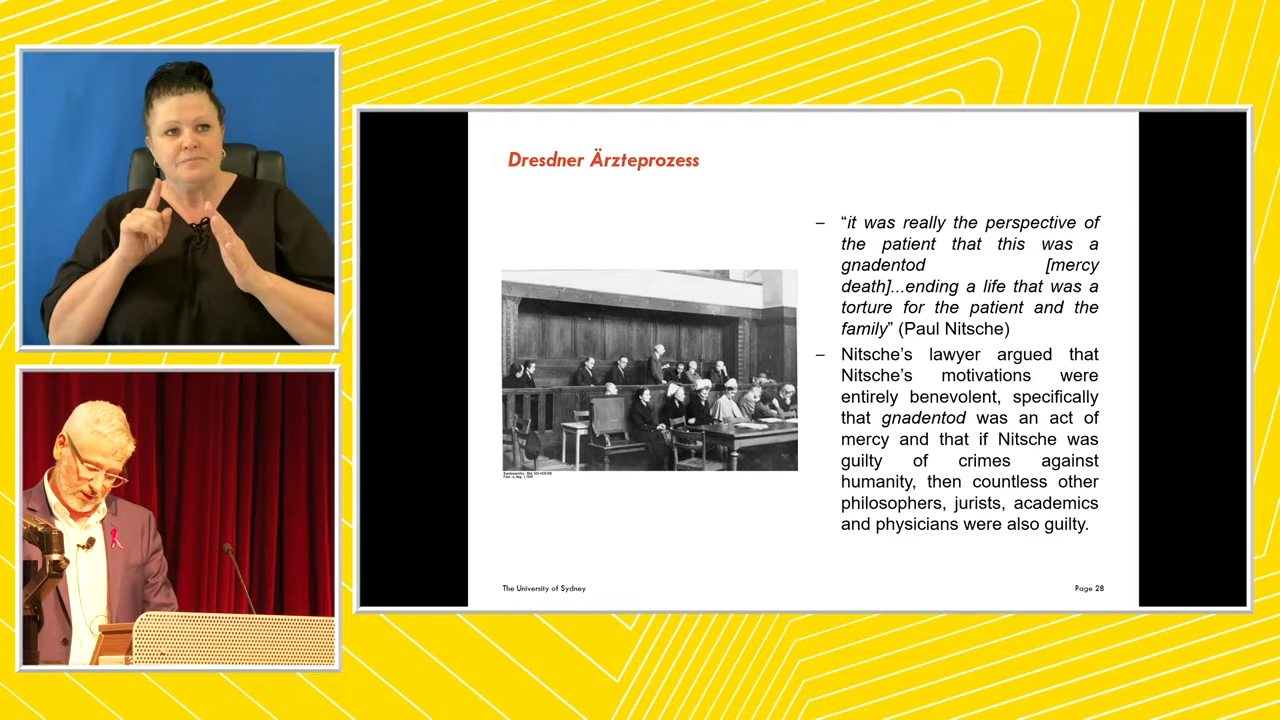 Dresdner Ärzteprozess
– “it was really the perspective of
the patient that this was a
gnadentod [mercy
death]...ending a life that was a
torture for the patient and the
family” (Paul Nitsche)
– Nitsche’s lawyer argued that
Nitsche’s motivations were
entirely benevolent, specifically
that gnadentod was an act of
mercy and that if Nitsche was
guilty of crimes against
humanity, then countless other
philosophers, jurists, academics
and physicians were also guilty.
The University of Sydney
Page 28